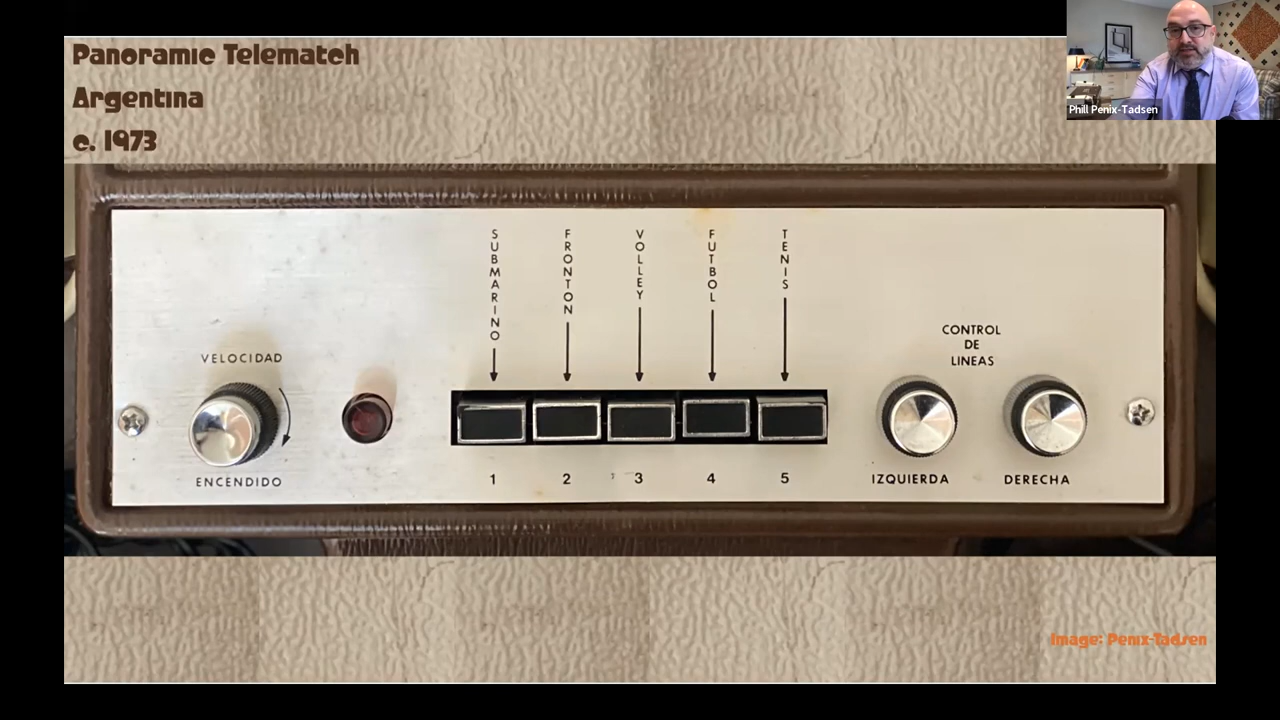 Panoramic Telematch
Argentina
c. 1973
Phill Penix-Tadsen
SUBMARINO
FRONTON
VOLLEY
FUTBOL
TENIS
VELOCIDAD
CONTROL
DE
LINEAS
ENCENDIDO
1 2 3 4 5
IZQUIERDA
DERECHA
Image: Penix-Tadsen